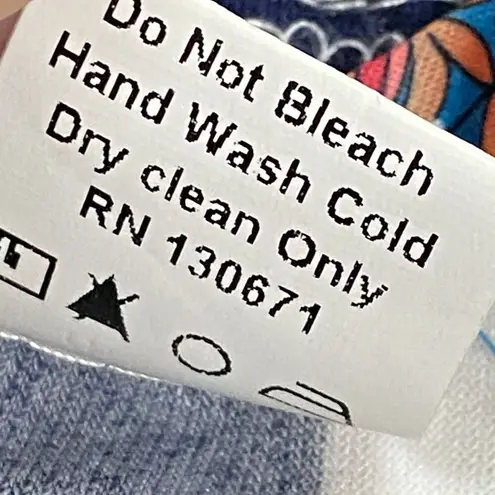 Do Not Bleach
Hand Wash Cold
Dry clean Only
RN 130671